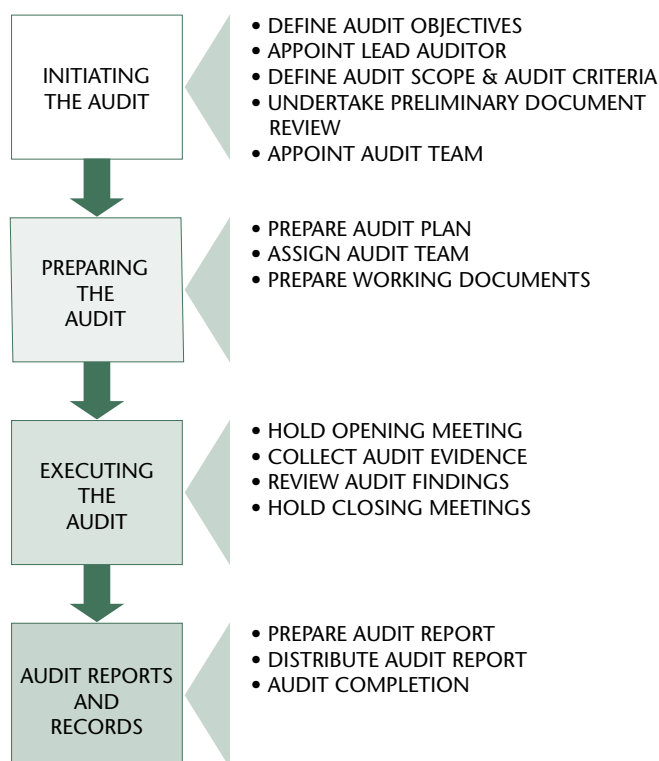 INITIATING
THE AUDIT
• DEFINE AUDIT OBJECTIVES
• APPOINT LEAD AUDITOR
• DEFINE AUDIT SCOPE & AUDIT CRITERIA
• UNDERTAKE PRELIMINARY DOCUMENT
REVIEW
• APPOINT AUDIT TEAM
PREPARING
THE
AUDIT
• PREPARE AUDIT PLAN
• ASSIGN AUDIT TEAM
• PREPARE WORKING DOCUMENTS
EXECUTING
THE
AUDIT
• HOLD OPENING MEETING
• COLLECT AUDIT EVIDENCE
• REVIEW AUDIT FINDINGS
• HOLD CLOSING MEETINGS
AUDIT REPORTS
AND
RECORDS
• PREPARE AUDIT REPORT
• DISTRIBUTE AUDIT REPORT
• AUDIT COMPLETION